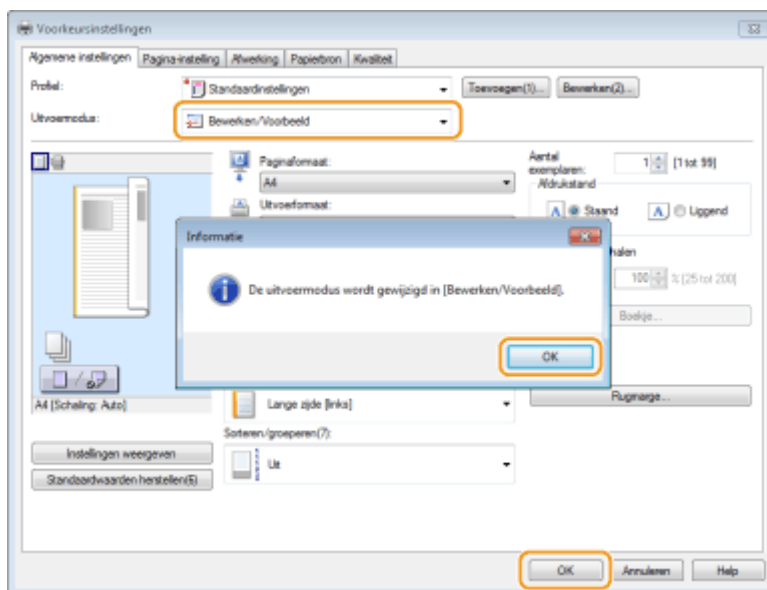 Voorkeursinstellingen
Algemene instellingen Pagina-instelling Afwerking Papierbron Kwaliteit
Profiel: Standaardinstellingen Toevoegen(1)... Bewerken(2)...
Uitvoermodus: Bewerken/Voorbeeld
Paginaformaat:
A4
Uitvoerformaat:
Aantal exemplaren: 1 [1 tot 99]
Afdrukstand
A Staand A Liggend
halen
100 % [25 tot 200]
Boekje...
Informatie
De uitvoermodus wordt gewijzigd in [Bewerken/Voorbeeld].
OK
A4 [Schaling: Auto]
Lange zijde [links]
Rugmarge...
Sorteren/groeperen(7):
Uit
Instellingen weergeven
Standaardwaarden herstellen(6)
OK Annuleren Help